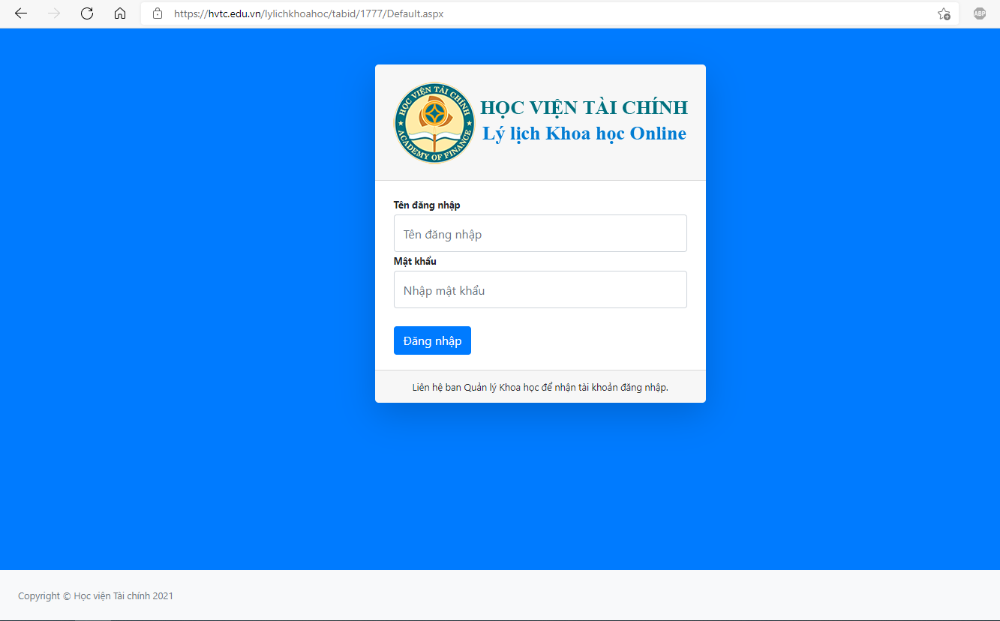 https://hvtc.edu.vn/lylichkhoahoc/tabid/1777/Default.aspx
ABP
HỌC VIỆN TÀI CHÍNH
ACADEMY OF FINANCE
HỌC VIỆN TÀI CHÍNH
Lý lịch Khoa học Online
Tên đăng nhập
Tên đăng nhập
Mật khẩu
Nhập mật khẩu
Đăng nhập
Liên hệ ban Quản lý Khoa học để nhận tài khoản đăng nhập.
Copyright © Học viện Tài chính 2021